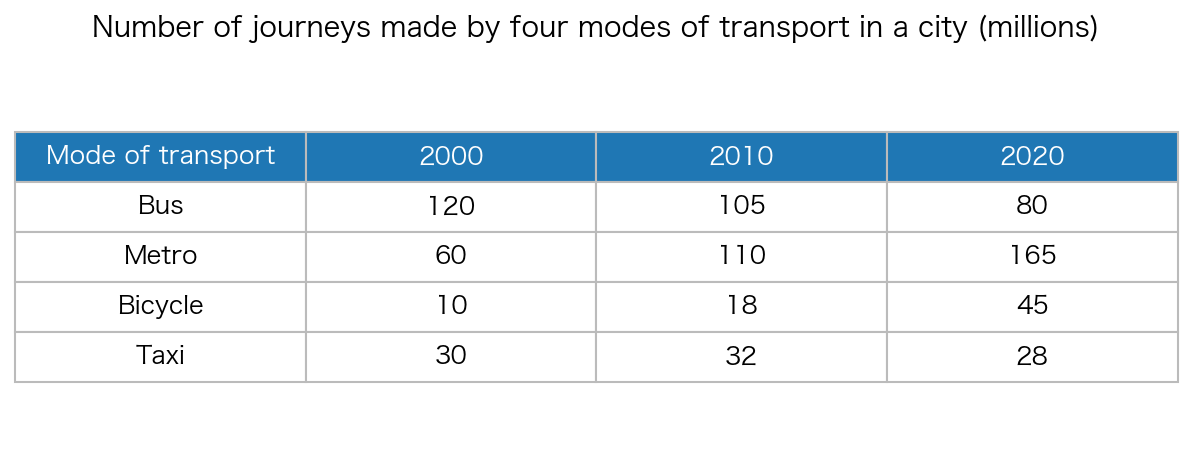 Number of journeys made by four modes of transport in a city (millions)
Mode of transport 2000 2010 2020
Bus 120 105 80
Metro 60 110 165
Bicycle 10 18 45
Taxi 30 32 28